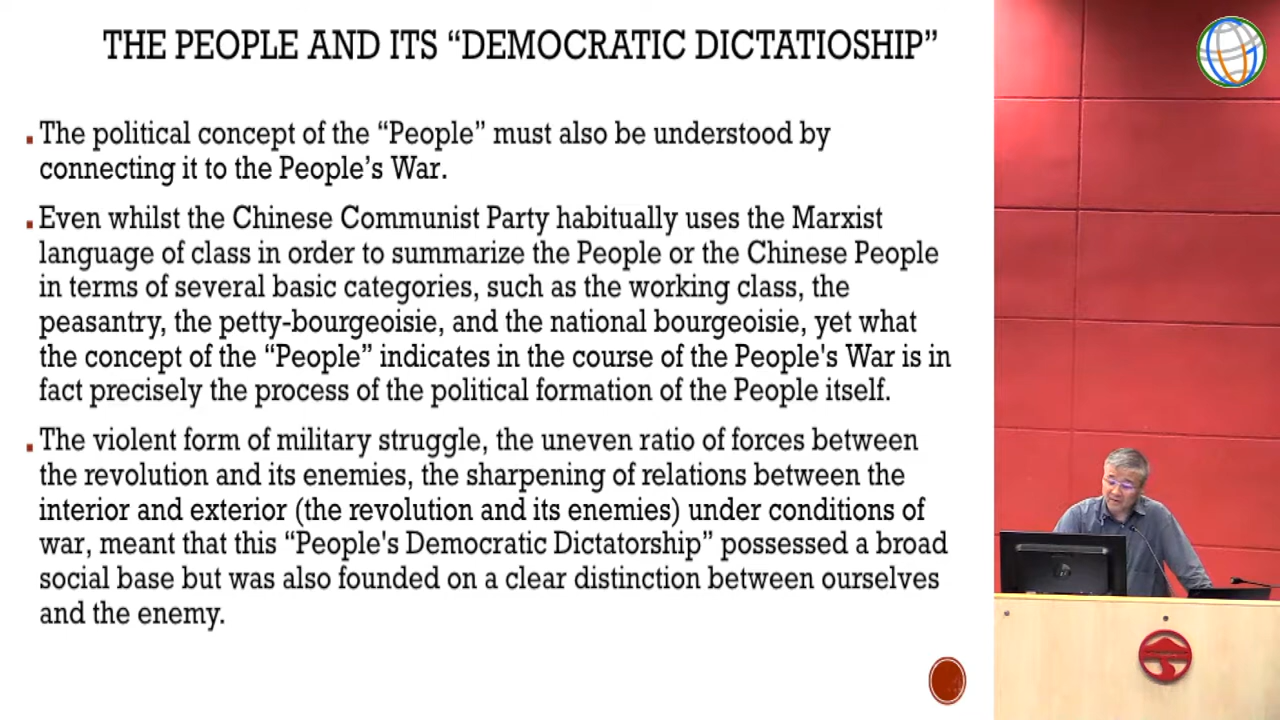 THE PEOPLE AND ITS “DEMOCRATIC DICTATIOSHIP”
The political concept of the “People” must also be understood by
connecting it to the People’s War.
Even whilst the Chinese Communist Party habitually uses the Marxist
language of class in order to summarize the People or the Chinese People
in terms of several basic categories, such as the working class, the
peasantry, the petty-bourgeoisie, and the national bourgeoisie, yet what
the concept of the “People” indicates in the course of the People's War is in
fact precisely the process of the political formation of the People itself.
The violent form of military struggle, the uneven ratio of forces between
the revolution and its enemies, the sharpening of relations between the
interior and exterior (the revolution and its enemies) under conditions of
war, meant that this “People's Democratic Dictatorship” possessed a broad
social base but was also founded on a clear distinction between ourselves
and the enemy.